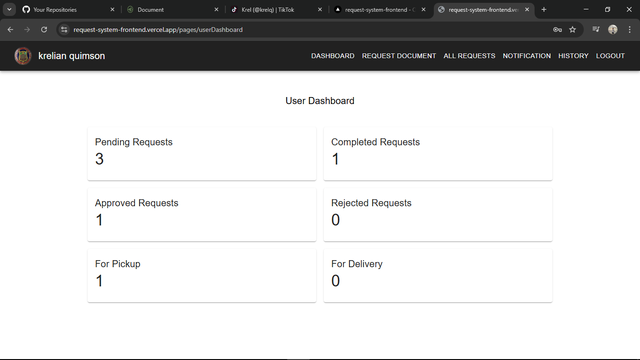 Your Repositories
Document
Krel (@kreiq) | TikTok
request-system-frontend
request-system-frontend.ve
request-system-frontend.vercel.app/pages/userDashboard
krelian quimson
DASHBOARD REQUEST DOCUMENT ALL REQUESTS NOTIFICATION HISTORY LOGOUT
User Dashboard
Pending Requests
3
Completed Requests
1
Approved Requests
1
Rejected Requests
0
For Pickup
1
For Delivery
0